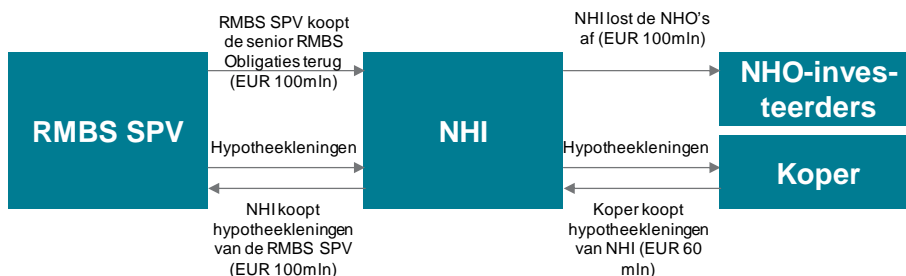 RMBS SPV koopt
de senior RMBS
Obligaties terug
(EUR 100mln)
NHI lost de NHO's
af (EUR 100mln)
RMBS SPV
NHI
NHO-inves-
teerders
Hypotheekleningen
Hypotheekleningen
Koper
NHI koopt
hypotheekleningen
van de RMBS SPV
(EUR 100mln)
Koper koopt
hypotheekleningen
van NHI (EUR 60
mln)